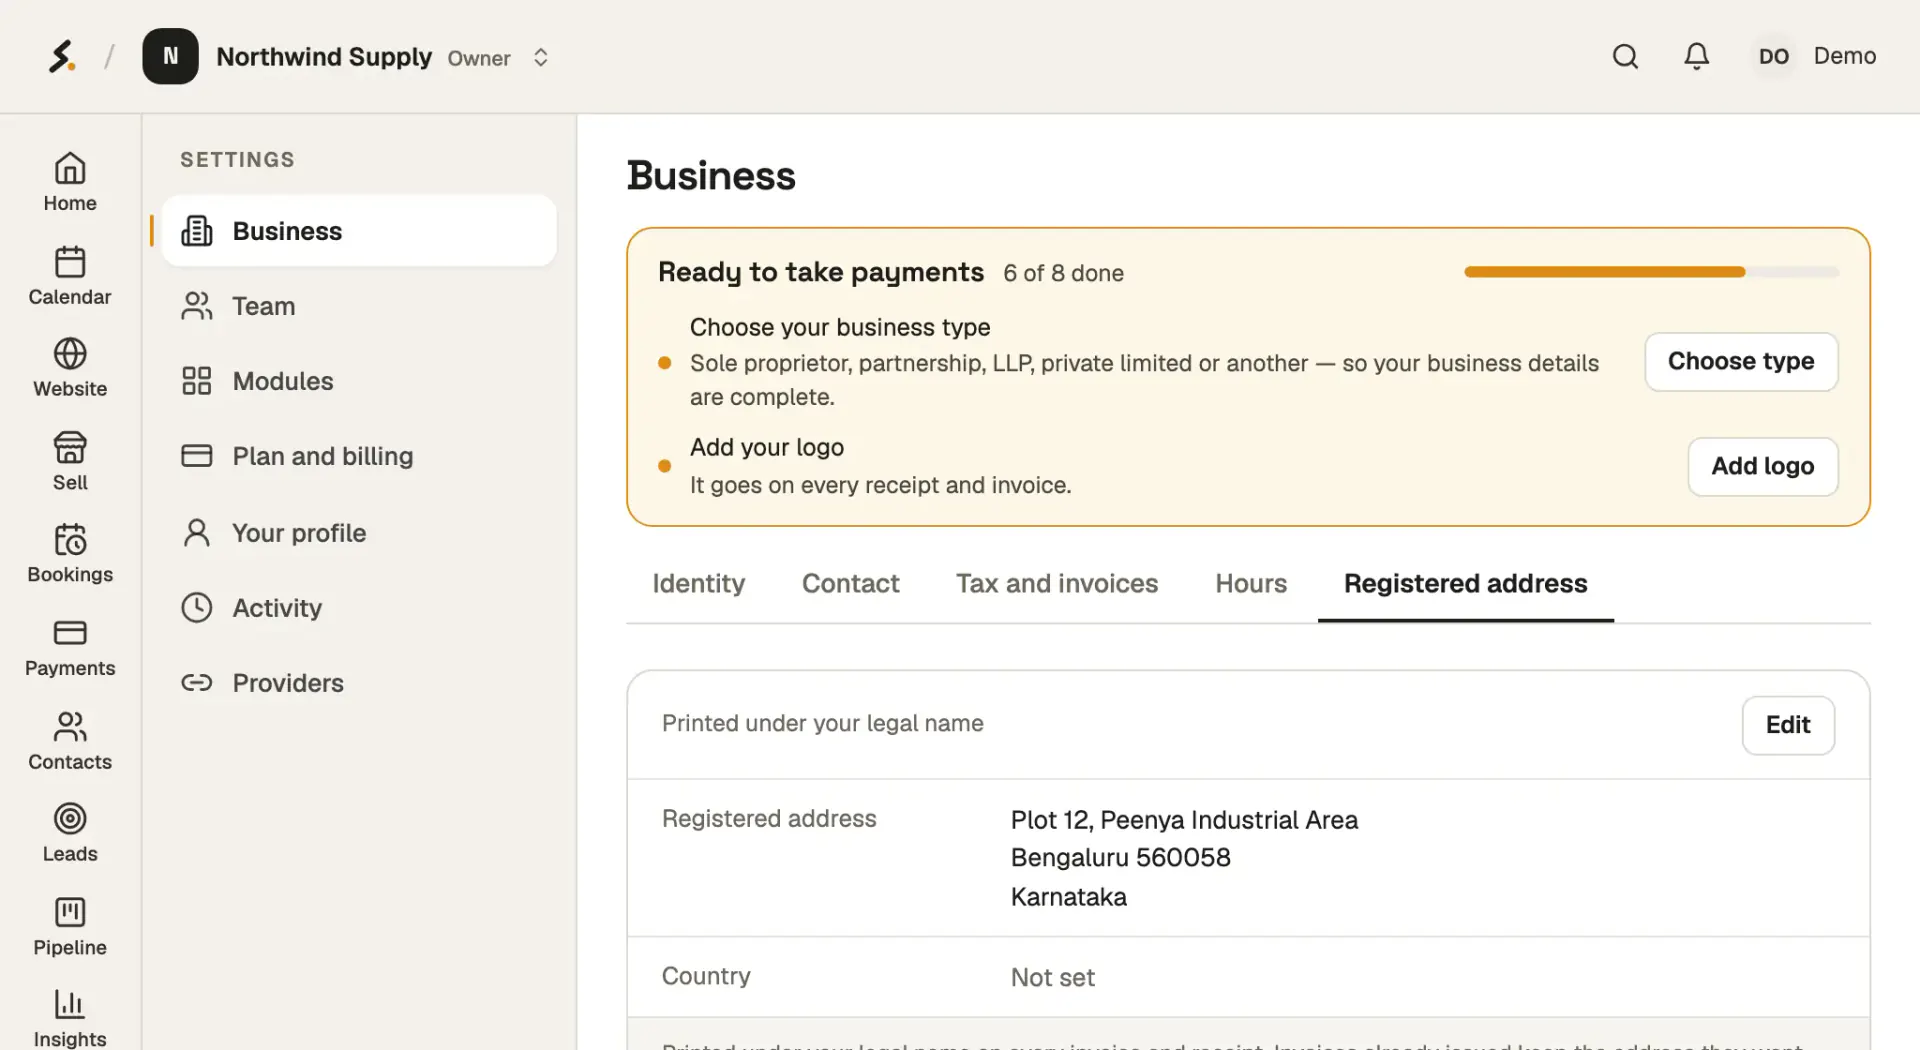 N Northwind Supply Owner
DO Demo
Home
Calendar
Website
Sell
Bookings
Payments
Contacts
Leads
Pipeline
Insights
SETTINGS
Business
Team
Modules
Plan and billing
Your profile
Activity
Providers
Business
Ready to take payments 6 of 8 done
Choose your business type
Sole proprietor, partnership, LLP, private limited or another — so your business details
are complete.
Choose type
Add your logo
It goes on every receipt and invoice.
Add logo
Identity Contact Tax and invoices Hours Registered address
Printed under your legal name
Edit
Registered address
Plot 12, Peenya Industrial Area
Bengaluru 560058
Karnataka
Country
Not set